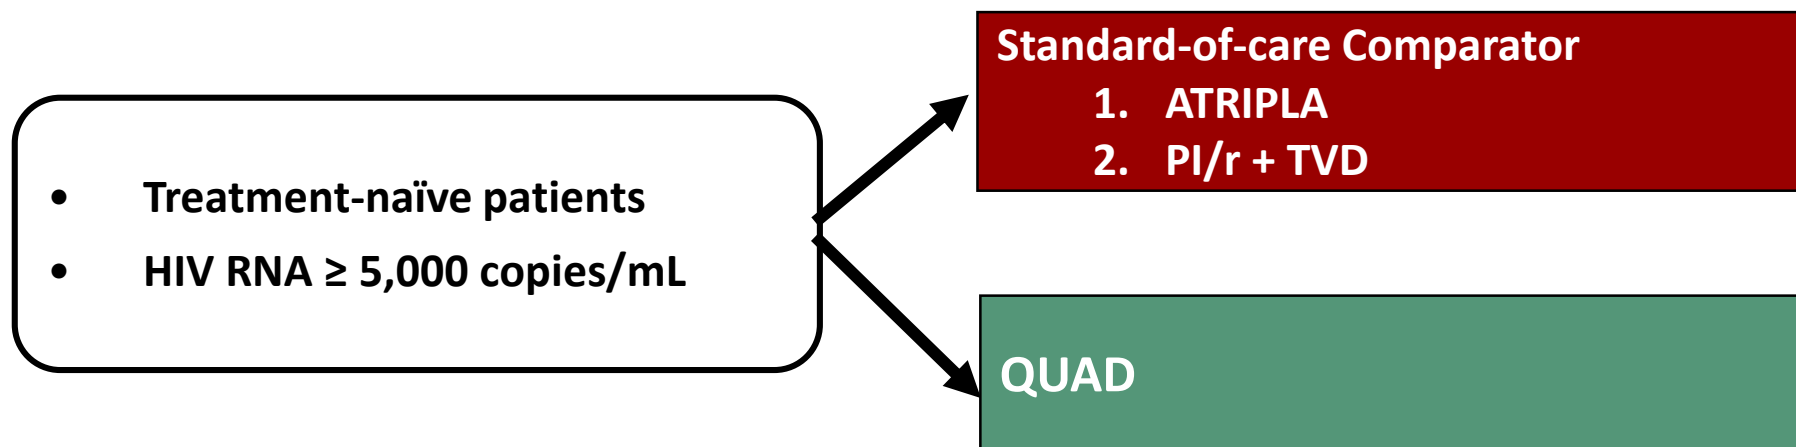 • Treatment-naïve patients
• HIV RNA ≥ 5,000 copies/mL
Standard-of-care Comparator
1. ATRIPLA
2. PI/r + TVD
QUAD